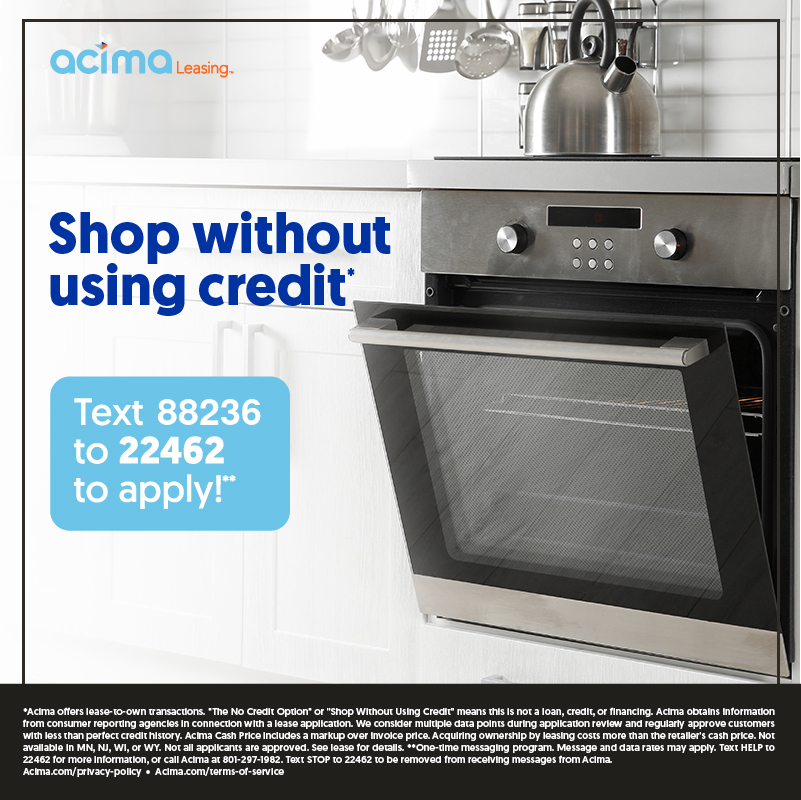 acima Leasing™
Shop without
using credit*
Text 88236
to 22462
to apply!**
*Acima offers lease-to-own transactions. "The No Credit Option" or "Shop Without Using Credit" means this is not a loan, credit, or financing. Acima obtains information
from consumer reporting agencies in connection with a lease application. We consider multiple data points during application review and regularly approve customers
with less than perfect credit history. Acima Cash Price includes a markup over invoice price. Acquiring ownership by leasing costs more than the retailer's cash price. Not
available in MN, NJ, WI, or WY. Not all applicants are approved. See lease for details. **One-time messaging program. Message and data rates may apply. Text HELP to
22462 for more information, or call Acima at 801-297-1982. Text STOP to 22462 to be removed from receiving messages from Acima.
Acima.com/privacy-policy • Acima.com/terms-of-service